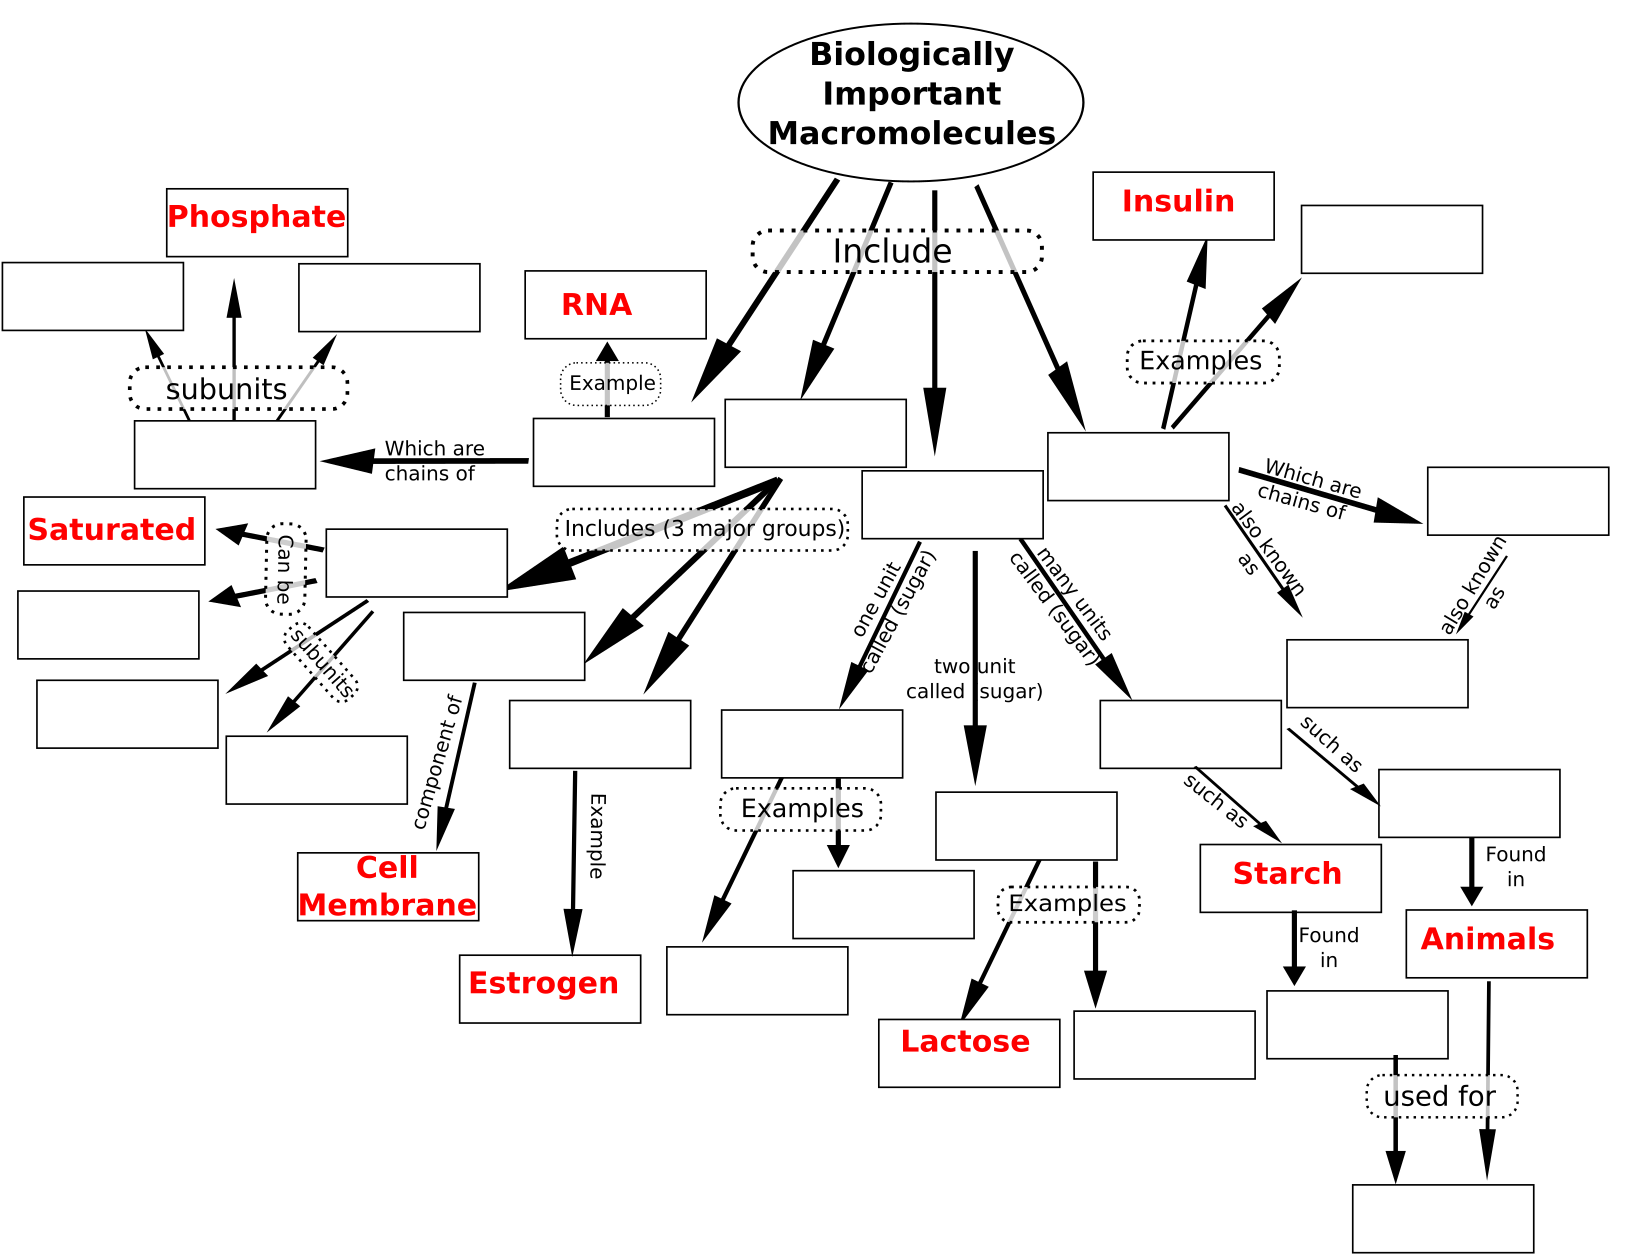 Biologically
Important
Macromolecules
Include
Insulin
Phosphate
RNA
Example
Examples
subunits
Which are
chains of
Which are
chains of
Saturated
Can be
Includes (3 major groups)
also known
as
also known
as
one unit
called (sugar)
many units
called (sugar)
two unit
called (sugar)
subunits
component of
Example
such as
such as
Examples
Cell
Membrane
Starch
Found
in
Examples
Animals
Found
in
Estrogen
Lactose
used for